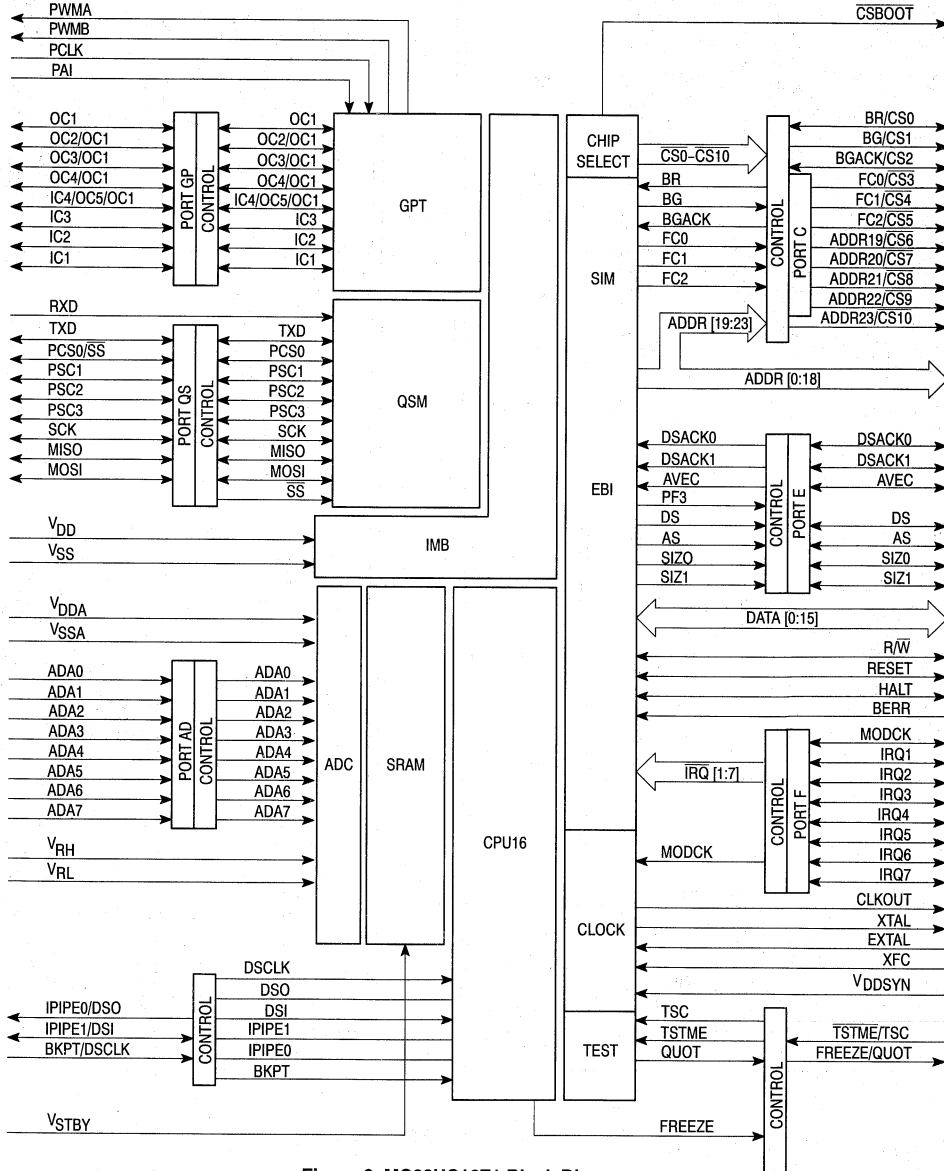 PWMA
PWMB
PCLK
PAI
CSBOOT
OC1
OC2/OC1
OC3/OC1
OC4/OC1
IC4/OC5/OC1
IC3
IC2
IC1
PORT GP
CONTROL
OC1
OC2/OC1
OC3/OC1
OC4/OC1
IC4/OC5/OC1
IC3
IC2
IC1
GPT
RXD
TXD
PCS0/SS
PSC1
PSC2
PSC3
SCK
MISO
MOSI
PORT QS
CONTROL
TXD
PCS0
PSC1
PSC2
PSC3
SCK
MISO
MOSI
SS
QSM
VDD
VSS
IMB
VDDA
VSSA
ADA0
ADA1
ADA2
ADA3
ADA4
ADA5
ADA6
ADA7
PORT AD
CONTROL
ADA0
ADA1
ADA2
ADA3
ADA4
ADA5
ADA6
ADA7
VRH
VRL
ADC
SRAM
CPU16
IPIPE0/DSO
IPIPE1/DSI
BKPT/DSCLK
CONTROL
DSCLK
DSO
DSI
IPIPE1
IPIPE0
BKPT
VSTBY
CHIP
SELECT
SIM
EBI
CLOCK
TEST
CS0-CS10
BR
BG
BGACK
FC0
FC1
FC2
ADDR [19:23]
CONTROL
PORT C
BR/CS0
BG/CS1
BGACK/CS2
FC0/CS3
FC1/CS4
FC2/CS5
ADDR19/CS6
ADDR20/CS7
ADDR21/CS8
ADDR22/CS9
ADDR23/CS10
ADDR [0:18]
DSACK0
DSACK1
AVEC
PF3
DS
AS
SIZO
SIZ1
CONTROL
PORT E
DSACK0
DSACK1
AVEC
DS
AS
SIZ0
SIZ1
DATA [0:15]
R/W
RESET
HALT
BERR
IRQ [1:7]
MODCK
CONTROL
PORT F
MODCK
IRQ1
IRQ2
IRQ3
IRQ4
IRQ5
IRQ6
IRQ7
CLKOUT
XTAL
EXTAL
XFC
VDDSYN
TSC
TSTME
QUOT
FREEZE
CONTROL
TSTME/TSC
FREEZE/QUOT